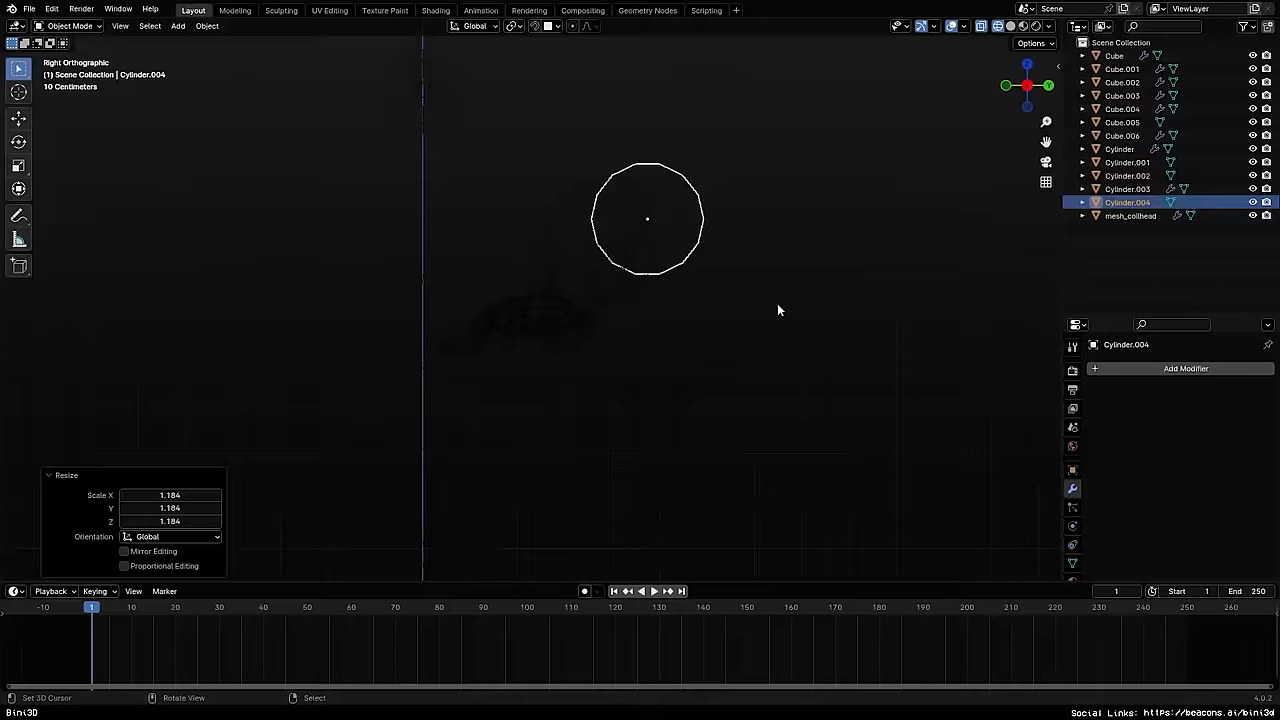 File Edit Render Window Help Layout Modeling Sculpting UV Editing Texture Paint Shading Animation Rendering Compositing Geometry Nodes Scripting Scene ViewLayer
Object Mode View Select Add Object Global
Options
Right Orthographic
(1) Scene Collection | Cylinder.004
10 Centimeters
Z
Y
Scene Collection
Cube
Cube.001
Cube.002
Cube.003
Cube.004
Cube.005
Cube.006
Cylinder
Cylinder.001
Cylinder.002
Cylinder.003
Cylinder.004
mesh_coilhead
Cylinder.004
Add Modifier
Resize
Scale X 1.184
Y 1.184
Z 1.184
Orientation Global
Mirror Editing
Proportional Editing
Playback Keying View Marker 1 Start 1 End 250
-10 1 10 20 30 40 50 60 70 80 90 100 110 120 130 140 150 160 170 180 190 200 210 220 230 240 250 260
Set 3D Cursor Rotate View Select 4.0.2
Bini3D Social Links: https://beacons.ai/bini3d